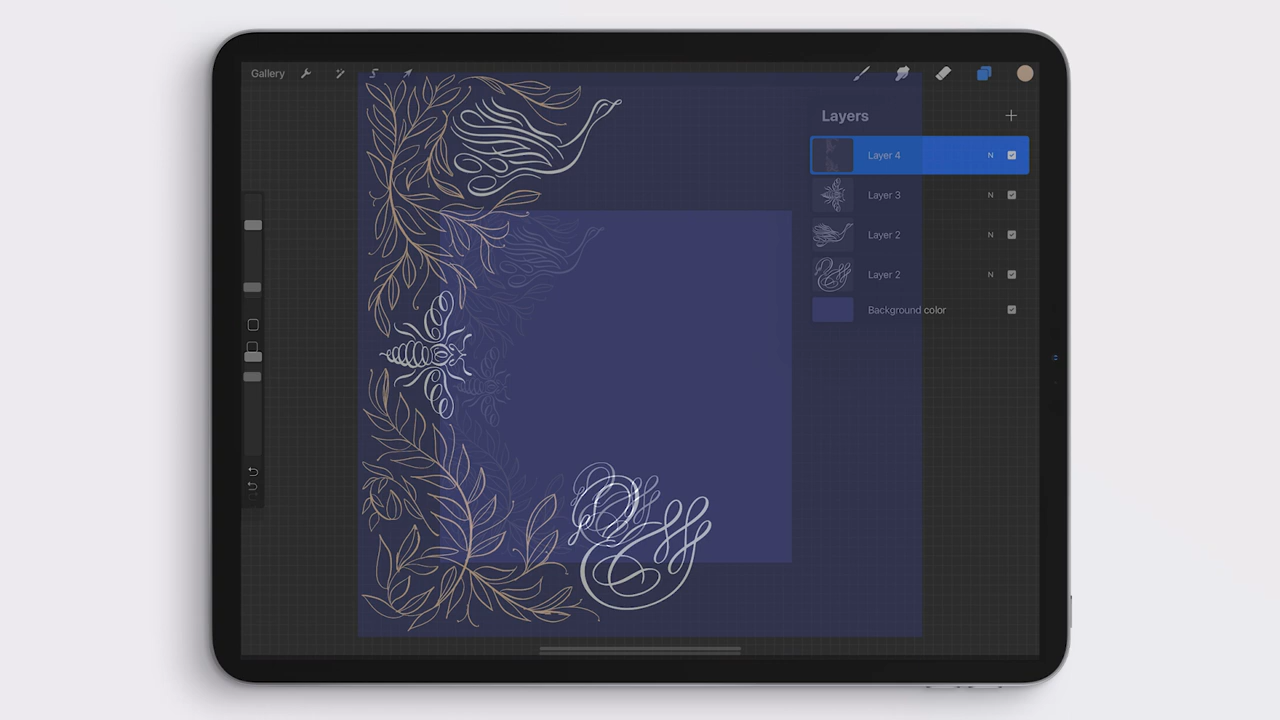 Gallery
Layers
Layer 4 N
Layer 3 N
Layer 2 N
Layer 2 N
Background color